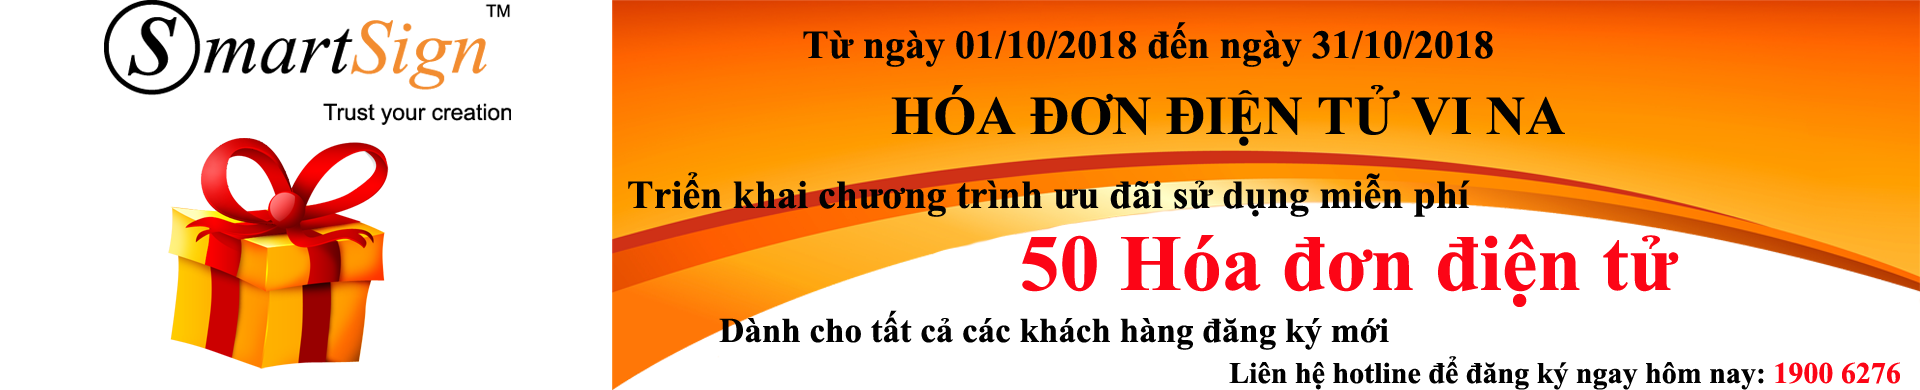 SmartSign™
Trust your creation
Từ ngày 01/10/2018 đến ngày 31/10/2018
HÓA ĐƠN ĐIỆN TỬ VI NA
Triển khai chương trình ưu đãi sử dụng miễn phí
50 Hóa đơn điện tử
Dành cho tất cả các khách hàng đăng ký mới
Liên hệ hotline để đăng ký ngay hôm nay: 1900 6276